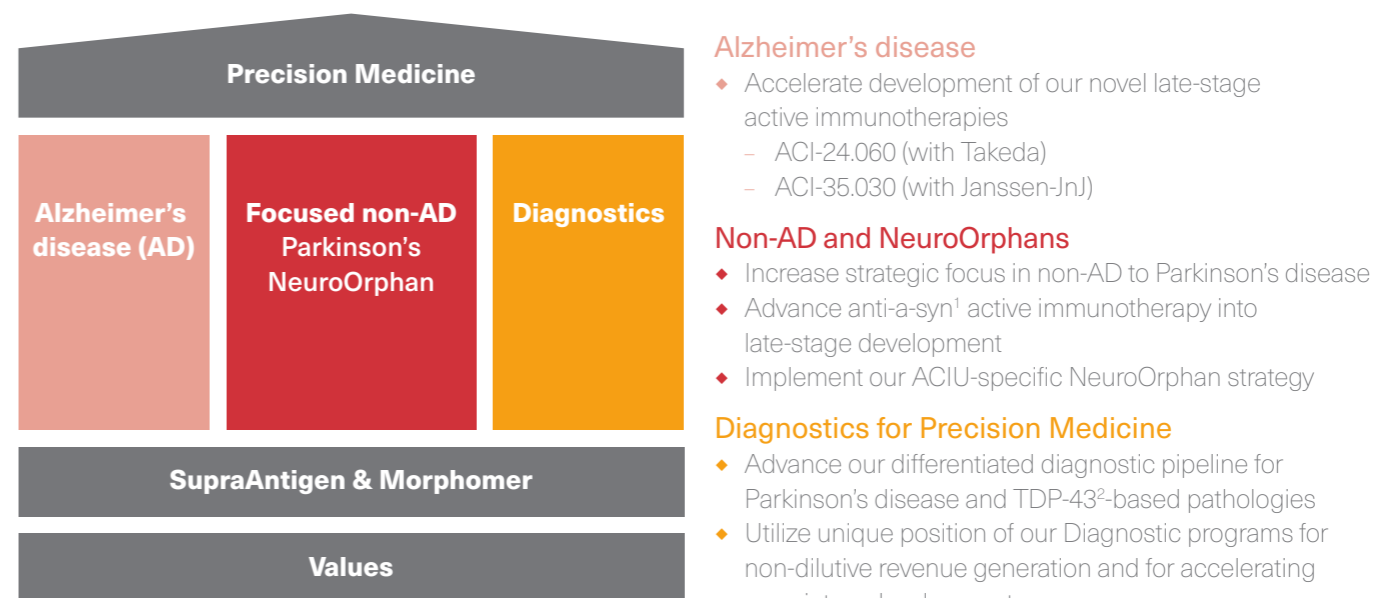 Precision Medicine
Alzheimer's
disease (AD)
Focused non-AD
Parkinson's
NeuroOrphan
Diagnostics
SupraAntigen & Morphomer
Values
Alzheimer's disease
◆ Accelerate development of our novel late-stage
active immunotherapies
– ACI-24.060 (with Takeda)
– ACI-35.030 (with Janssen-JnJ)
Non-AD and NeuroOrphans
◆ Increase strategic focus in non-AD to Parkinson's disease
◆ Advance anti-a-syn¹ active immunotherapy into
late-stage development
◆ Implement our ACIU-specific NeuroOrphan strategy
Diagnostics for Precision Medicine
◆ Advance our differentiated diagnostic pipeline for
Parkinson's disease and TDP-43²-based pathologies
◆ Utilize unique position of our Diagnostic programs for
non-dilutive revenue generation and for accelerating